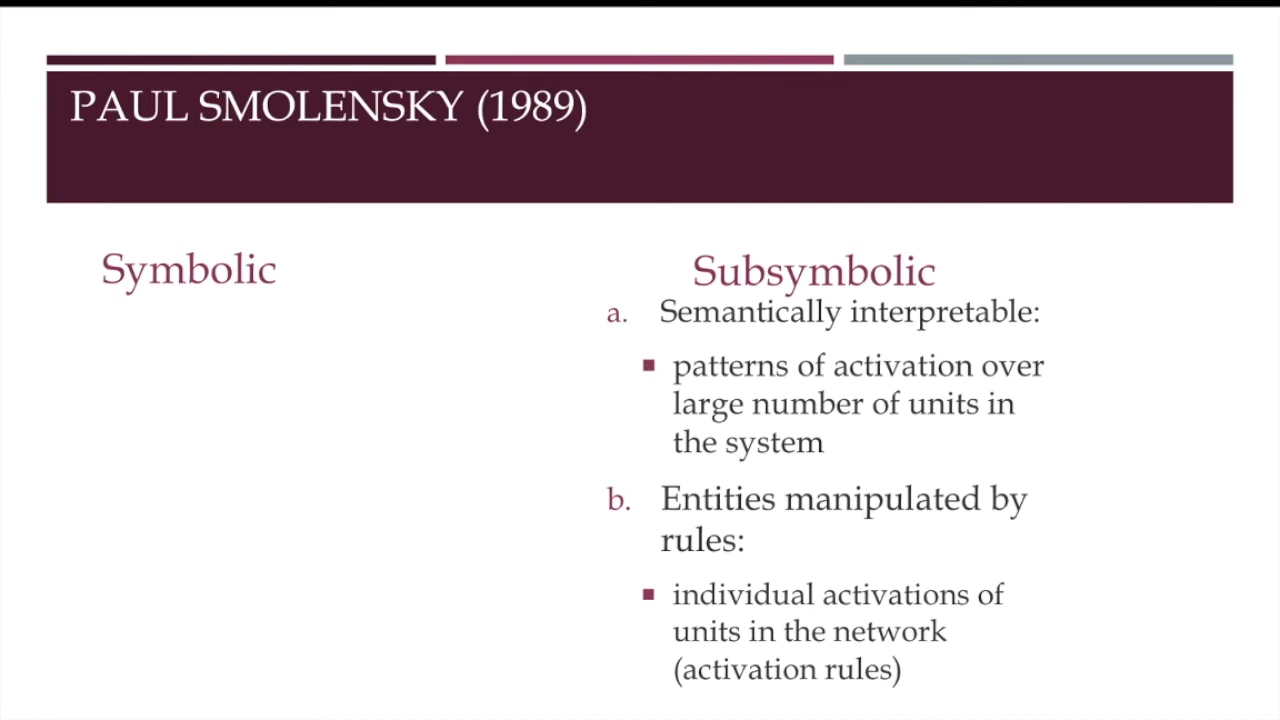 PAUL SMOLENSKY (1989)
Symbolic
Subsymbolic
a. Semantically interpretable:
■ patterns of activation over
large number of units in
the system
b. Entities manipulated by
rules:
■ individual activations of
units in the network
(activation rules)